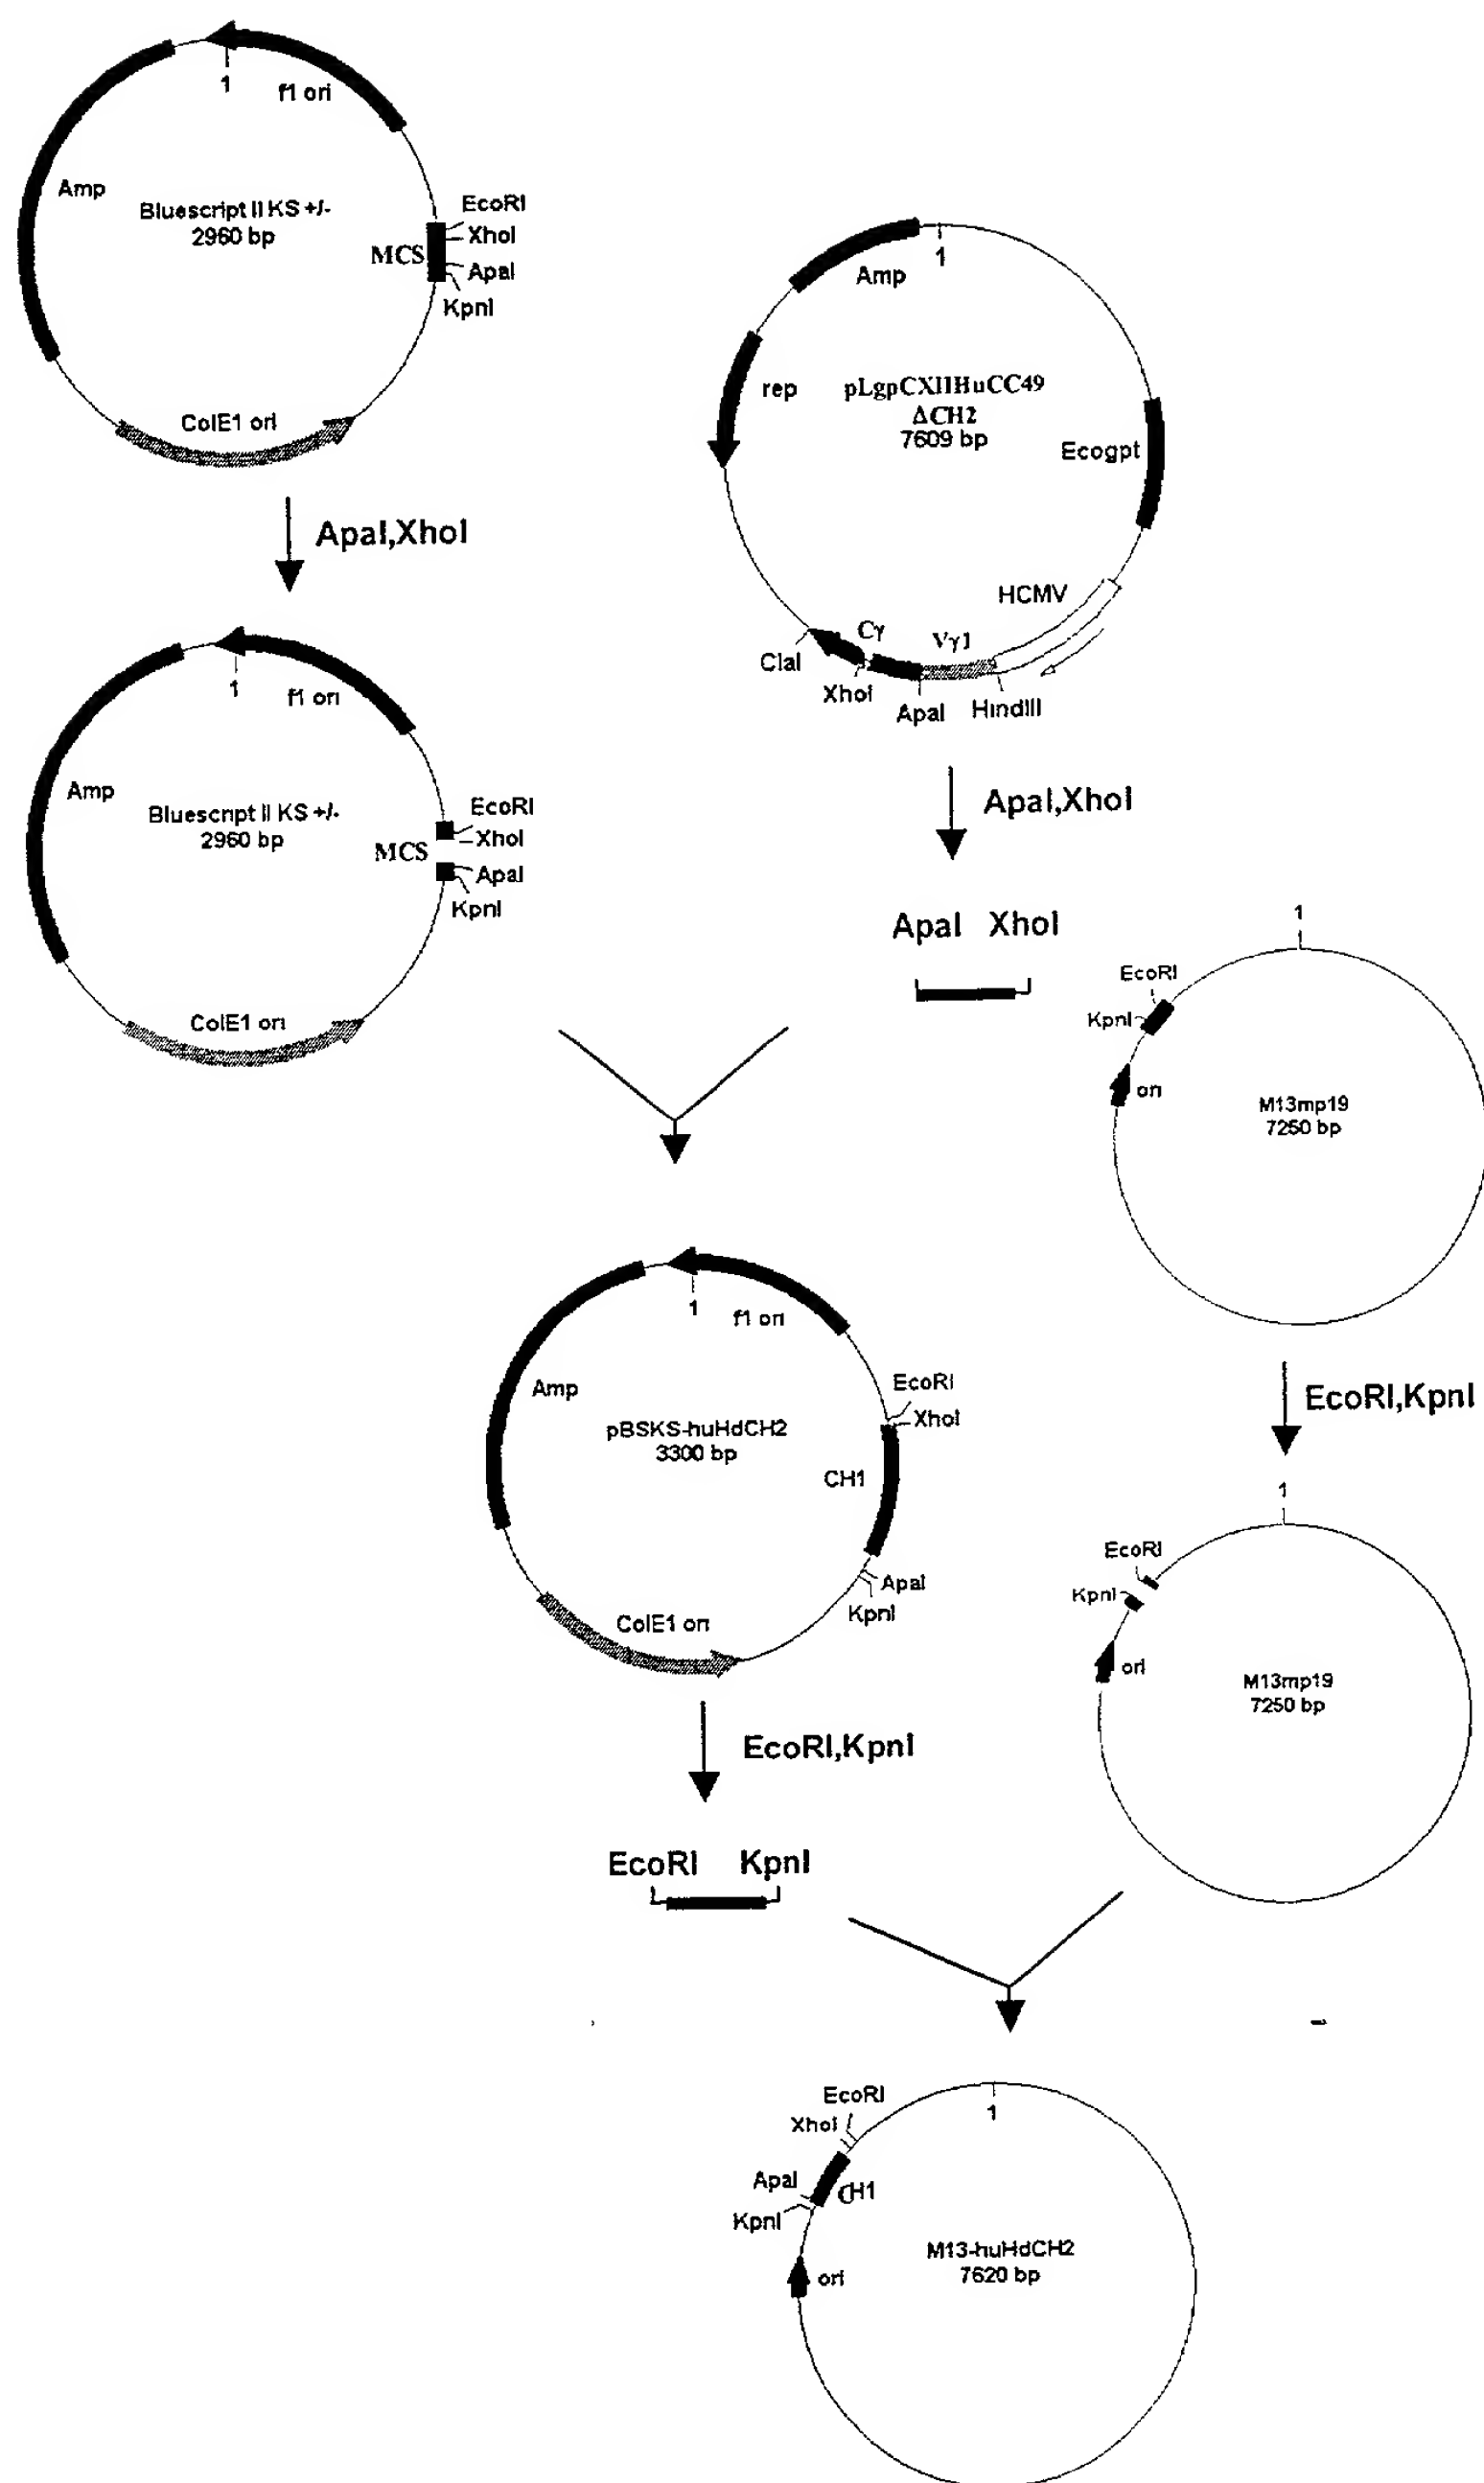 1
f1 ori
Amp
Bluescript II KS +/-
2960 bp
MCS
EcoRI
XhoI
ApaI
KpnI
ColE1 ori
ApaI,XhoI
1
Amp
rep
pLgpCXIIHuCC49
ΔCH2
7609 bp
Ecogpt
HCMV
Cγ
Vγ1
ClaI
XhoI
ApaI
HindIII
ApaI,XhoI
ApaI XhoI
1
f1 ori
Amp
Bluescript II KS +/-
2960 bp
MCS
EcoRI
XhoI
ApaI
KpnI
ColE1 ori
1
EcoRI
KpnI
ori
M13mp19
7250 bp
EcoRI,KpnI
1
f1 ori
Amp
pBSKS-huHdCH2
3300 bp
EcoRI
XhoI
CH1
ApaI
KpnI
ColE1 ori
EcoRI,KpnI
EcoRI KpnI
1
EcoRI
KpnI
ori
M13mp19
7250 bp
1
EcoRI
XhoI
ApaI
CH1
KpnI
ori
M13-huHdCH2
7620 bp